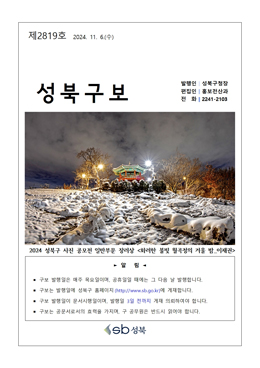 제2819호 2024. 11. 6.(수)
성북구보
발행인 | 성북구청장
편집인 | 홍보전산과
전 화 | 2241-2103
2024 성북구 사진 공모전 일반부문 장려상 <화려한 불빛 월곡정의 겨울 밤_이재권>
◂ 알 림 ▸
● 구보 발행일은 매주 목요일이며, 공휴일일 때에는 그 다음 날 발행합니다.
● 구보는 발행일에 성북구 홈페이지(http://www.sb.go.kr)에 게재합니다.
● 구보 발행일이 문서시행일이며, 발행일 3일 전까지 게재 의뢰하여야 합니다.
● 구보는 공문서로서의 효력을 가지며, 구 공무원은 반드시 읽어야 합니다.
sb 성북